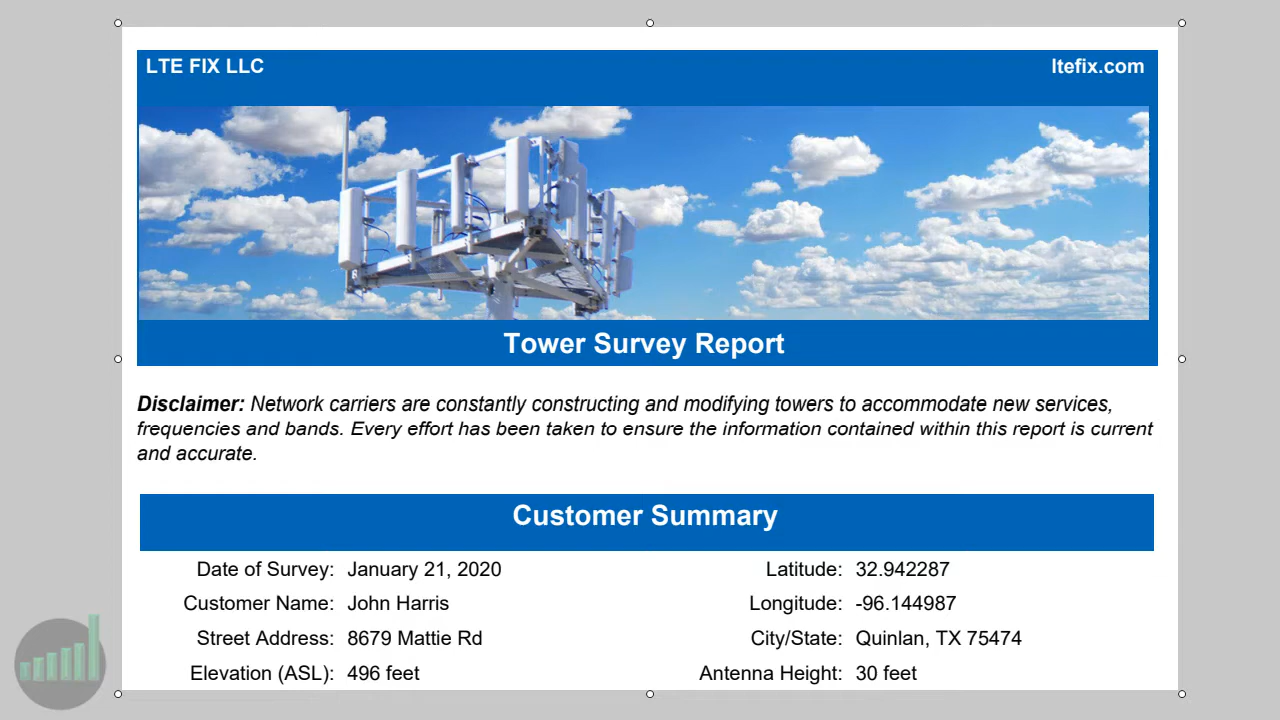 LTE FIX LLC ltefix.com
Tower Survey Report
Disclaimer: Network carriers are constantly constructing and modifying towers to accommodate new services,
frequencies and bands. Every effort has been taken to ensure the information contained within this report is current
and accurate.
Customer Summary
Date of Survey: January 21, 2020 Latitude: 32.942287
Customer Name: John Harris Longitude: -96.144987
Street Address: 8679 Mattie Rd City/State: Quinlan, TX 75474
Elevation (ASL): 496 feet Antenna Height: 30 feet